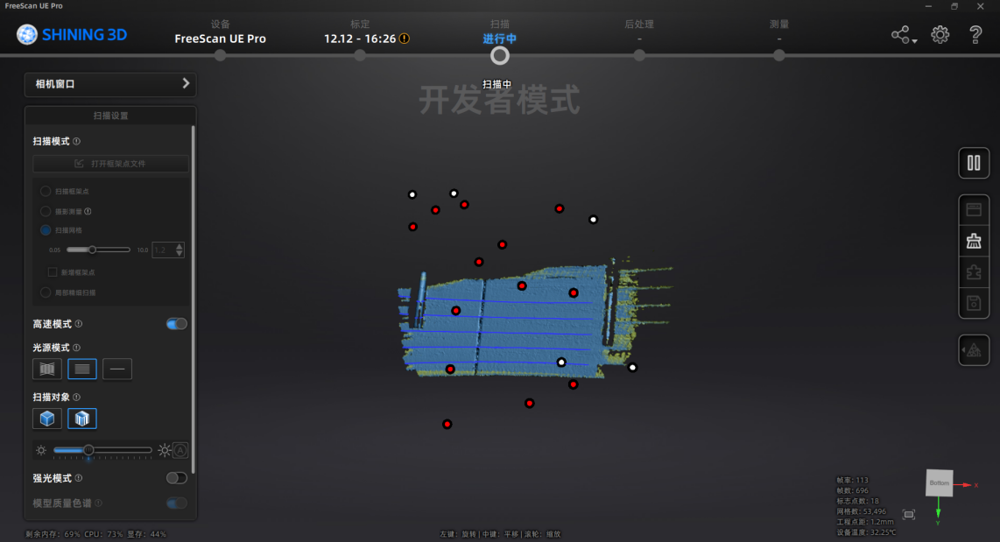 FreeScan UE Pro
SHINING 3D
设备
FreeScan UE Pro
标定
12.12 - 16:26
扫描
进行中
后处理
-
测量
-
扫描中
开发者模式
相机窗口
扫描设置
扫描模式
打开框架点文件
扫描框架点
摄影测量
扫描网格
0.05 10.0 1.2
新增框架点
局部精细扫描
高速模式
光源模式
扫描对象
A
强光模式
模型质量色谱
剩余内存: 69% CPU: 73% 显存: 44%
左键: 旋转 | 中键: 平移 | 滚轮: 缩放
帧率: 113
帧数: 696
标志点数: 18
网格数: 53,496
工程点距: 1.2mm
设备温度: 32.25℃
Bottom
X
Y